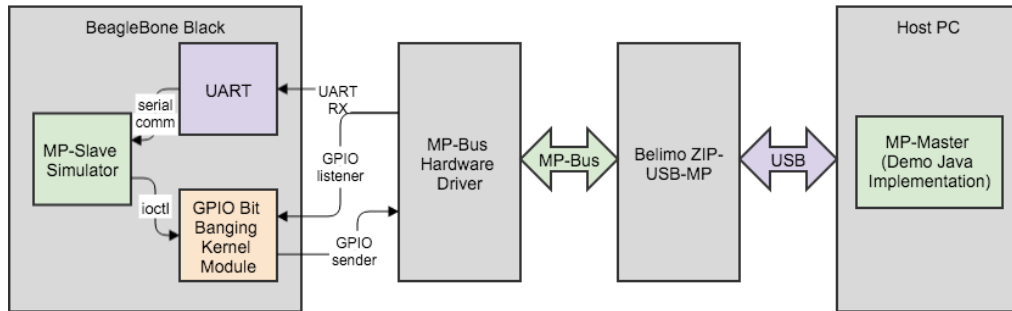 BeagleBone Black
UART
serial
comm
MP-Slave
Simulator
ioctl
GPIO Bit
Banging
Kernel
Module
UART
RX
GPIO
listener
GPIO
sender
MP-Bus
Hardware
Driver
MP-Bus
Belimo ZIP-
USB-MP
USB
Host PC
MP-Master
(Demo Java
Implementation)